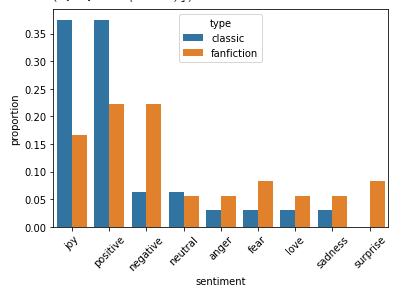 type
classic
fanfiction
0.35
0.30
0.25
0.20
0.15
0.10
0.05
0.00
proportion
joy
positive
negative
neutral
anger
fear
love
sadness
surprise
sentiment